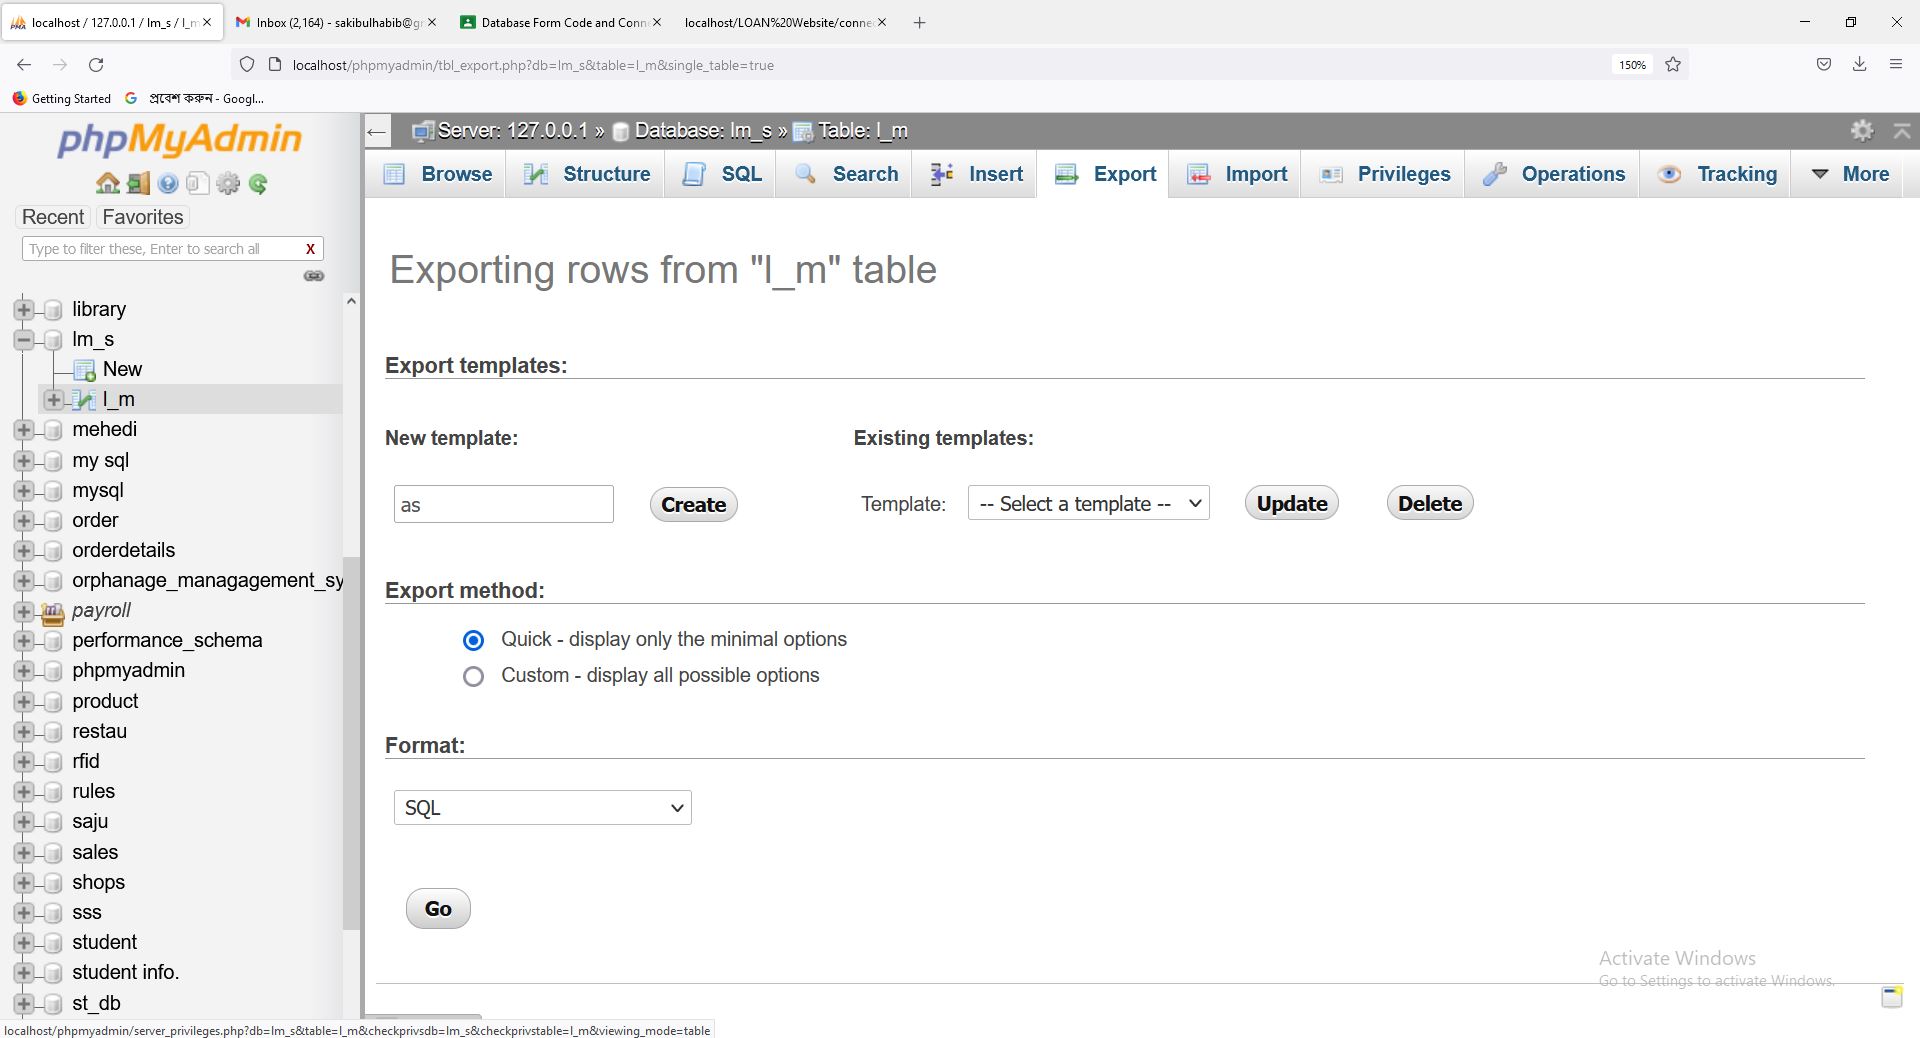 localhost / 127.0.0.1 / lm_s / l_m
Inbox (2,164) - sakibulhabib@gr
Database Form Code and Conn
localhost/LOAN%20Website/conne
localhost/phpmyadmin/tbl_export.php?db=lm_s&table=l_m&single_table=true
150%
Getting Started
প্রবেশ করুন - Googl...
phpMyAdmin
Server: 127.0.0.1 » Database: lm_s » Table: l_m
Browse Structure SQL Search Insert Export Import Privileges Operations Tracking More
Recent Favorites
Type to filter these, Enter to search all X
library
lm_s
New
l_m
mehedi
my sql
mysql
order
orderdetails
orphanage_managagement_sy
payroll
performance_schema
phpmyadmin
product
restau
rfid
rules
saju
sales
shops
sss
student
student info.
st_db
Exporting rows from "l_m" table
Export templates:
New template:
Existing templates:
as
Create
Template:
-- Select a template --
Update
Delete
Export method:
Quick - display only the minimal options
Custom - display all possible options
Format:
SQL
Go
Activate Windows
Go to Settings to activate Windows.
localhost/phpmyadmin/server_privileges.php?db=lm_s&table=l_m&checkprivsdb=lm_s&checkprivstable=l_m&viewing_mode=table